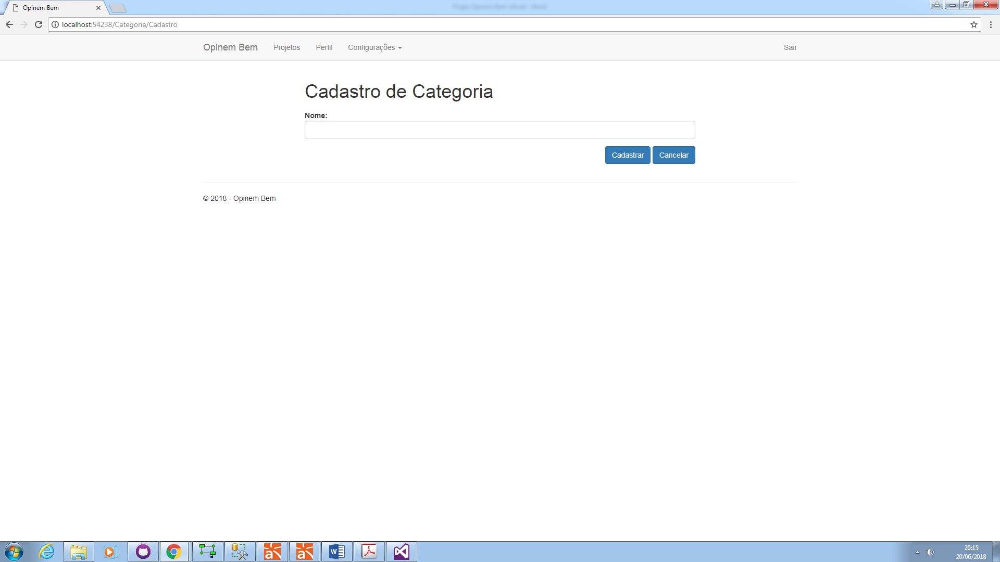 Opinem Bem
localhost:54238/Categoria/Cadastro
Opinem Bem Projetos Perfil Configurações Sair
Cadastro de Categoria
Nome:
Cadastrar Cancelar
© 2018 - Opinem Bem
20:15
20/06/2018